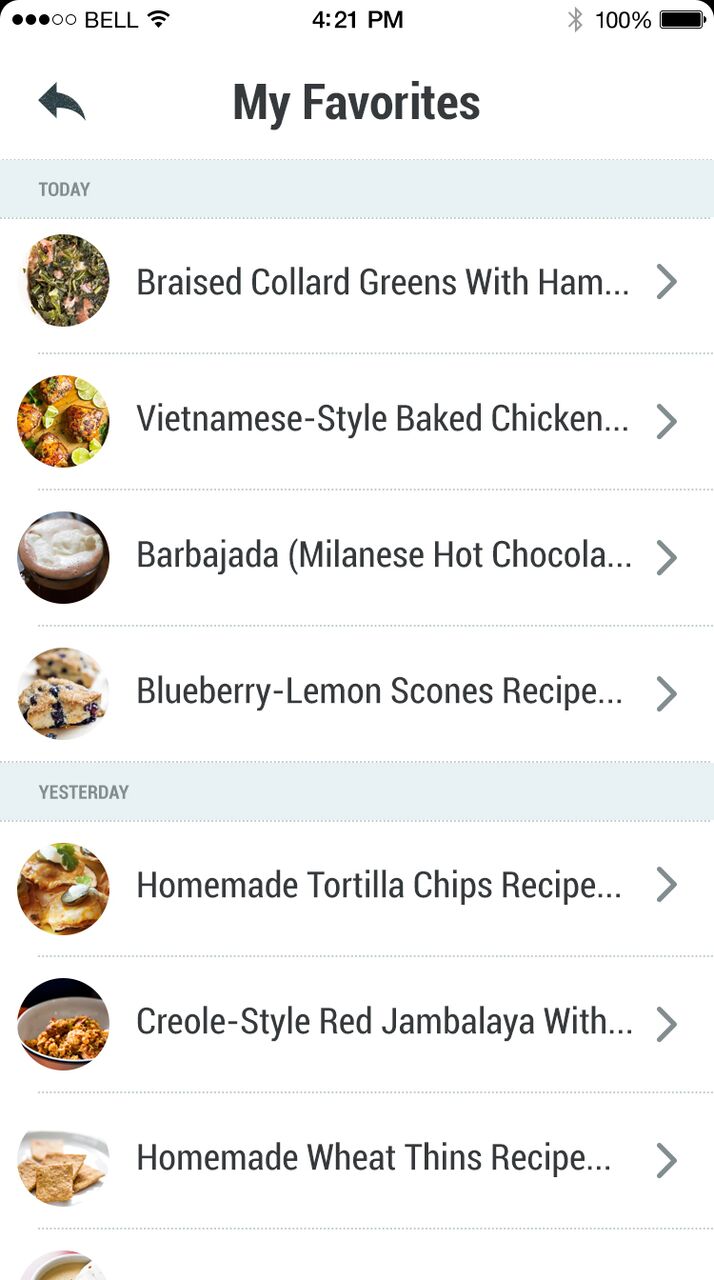 BELL 4:21 PM 100%
My Favorites
TODAY
Braised Collard Greens With Ham...
Vietnamese-Style Baked Chicken...
Barbajada (Milanese Hot Chocola...
Blueberry-Lemon Scones Recipe...
YESTERDAY
Homemade Tortilla Chips Recipe...
Creole-Style Red Jambalaya With...
Homemade Wheat Thins Recipe...